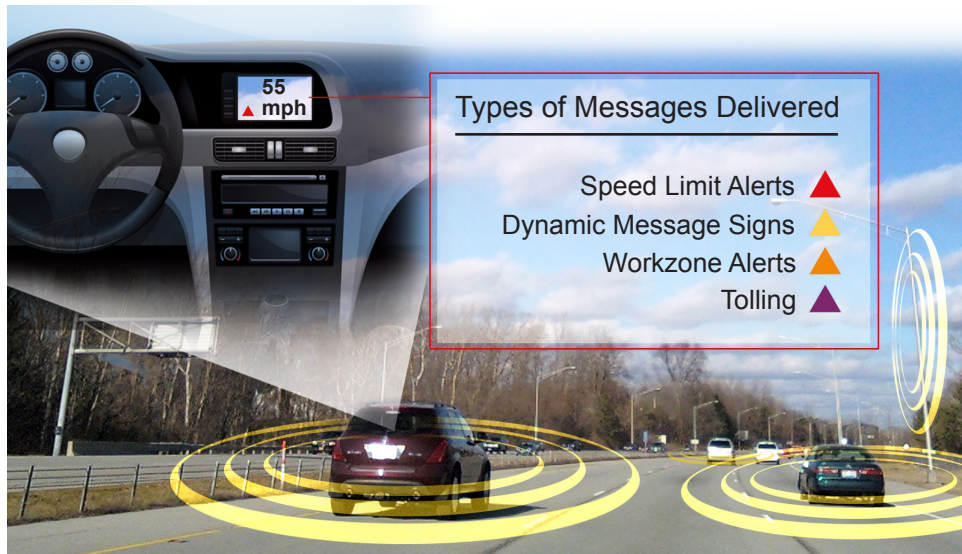 55
mph
Types of Messages Delivered
Speed Limit Alerts
Dynamic Message Signs
Workzone Alerts
Tolling